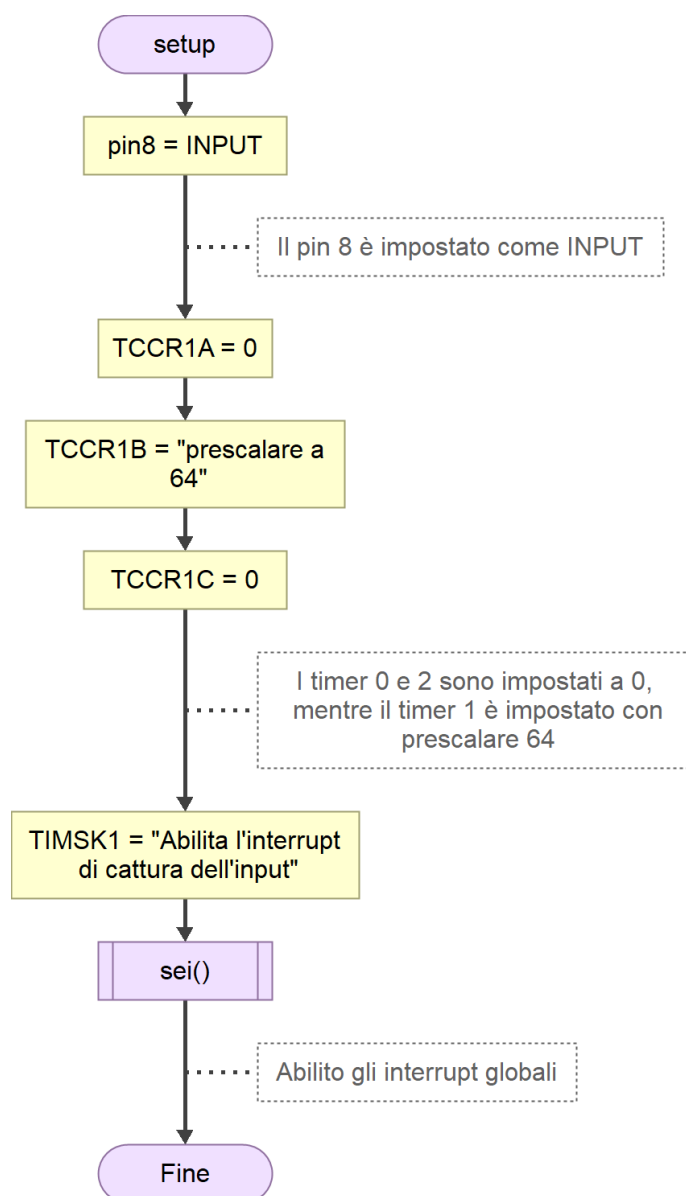 setup
pin8 = INPUT
Il pin 8 è impostato come INPUT
TCCR1A = 0
TCCR1B = "prescalare a
64"
TCCR1C = 0
I timer 0 e 2 sono impostati a 0,
mentre il timer 1 è impostato con
prescalare 64
TIMSK1 = "Abilita l'interrupt
di cattura dell'input"
sei()
Abilito gli interrupt globali
Fine